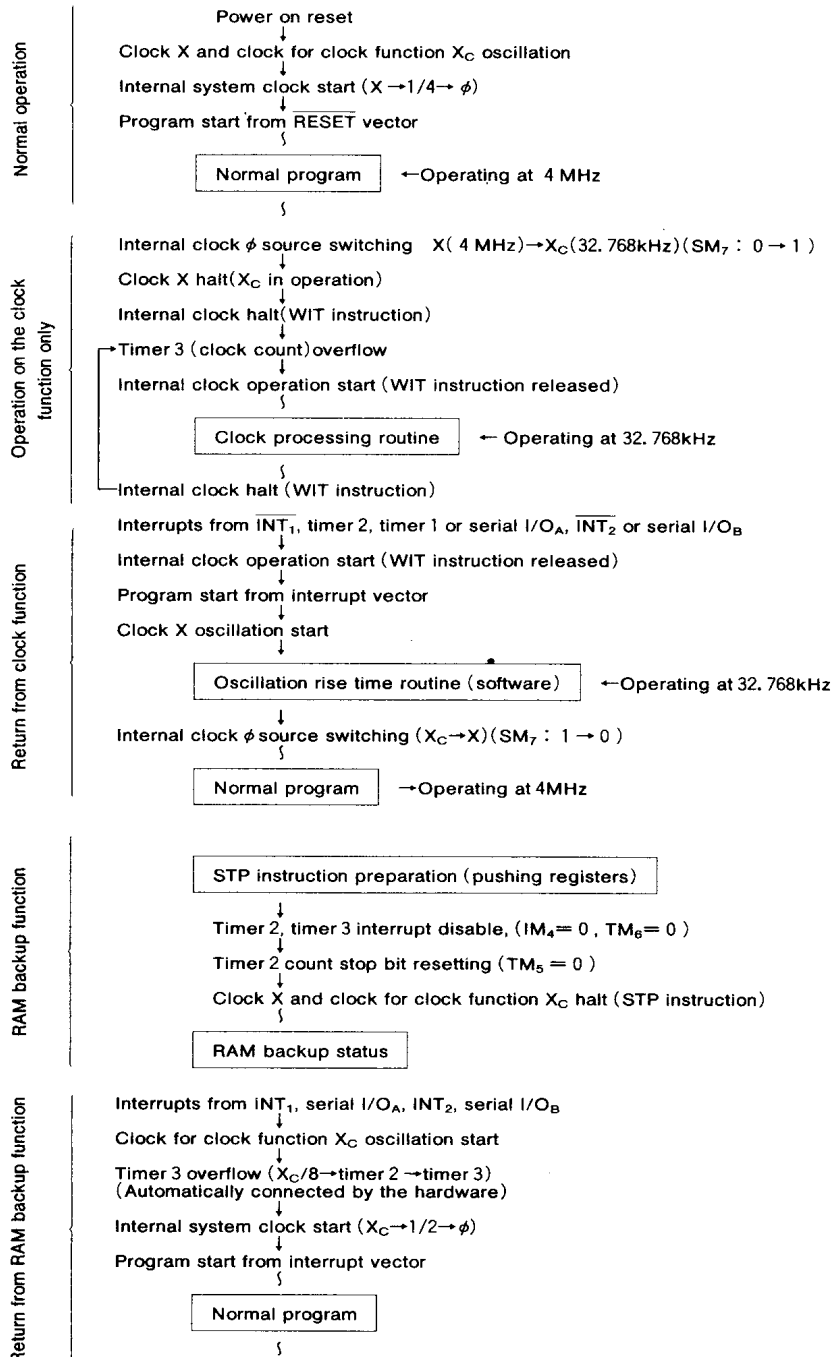 Normal operation
Power on reset
Clock X and clock for clock function X_C oscillation
Internal system clock start (X→1/4→ φ)
Program start from R̅E̅S̅E̅T̅ vector
Normal program ←Operating at 4 MHz
Operation on the clock
function only
Internal clock φ source switching X( 4 MHz)→X_C(32.768kHz)(SM₇ : 0 → 1 )
Clock X halt(X_C in operation)
Internal clock halt(WIT instruction)
Timer 3 (clock count)overflow
Internal clock operation start (WIT instruction released)
Clock processing routine ← Operating at 32.768kHz
Internal clock halt (WIT instruction)
Return from clock function
Interrupts from I̅N̅T̅₁, timer 2, timer 1 or serial I/O_A, I̅N̅T̅₂ or serial I/O_B
Internal clock operation start (WIT instruction released)
Program start from interrupt vector
Clock X oscillation start
Oscillation rise time routine (software) ←Operating at 32.768kHz
Internal clock φ source switching (X_C→X)(SM₇ : 1 → 0 )
Normal program →Operating at 4MHz
RAM backup function
STP instruction preparation (pushing registers)
Timer 2, timer 3 interrupt disable, (IM₄= 0 , TM₆= 0 )
Timer 2 count stop bit resetting (TM₅ = 0 )
Clock X and clock for clock function X_C halt (STP instruction)
RAM backup status
Return from RAM backup function
Interrupts from INT₁, serial I/O_A, INT₂, serial I/O_B
Clock for clock function X_C oscillation start
Timer 3 overflow (X_C/8→timer 2→timer 3)
(Automatically connected by the hardware)
Internal system clock start (X_C→1/2→φ)
Program start from interrupt vector
Normal program